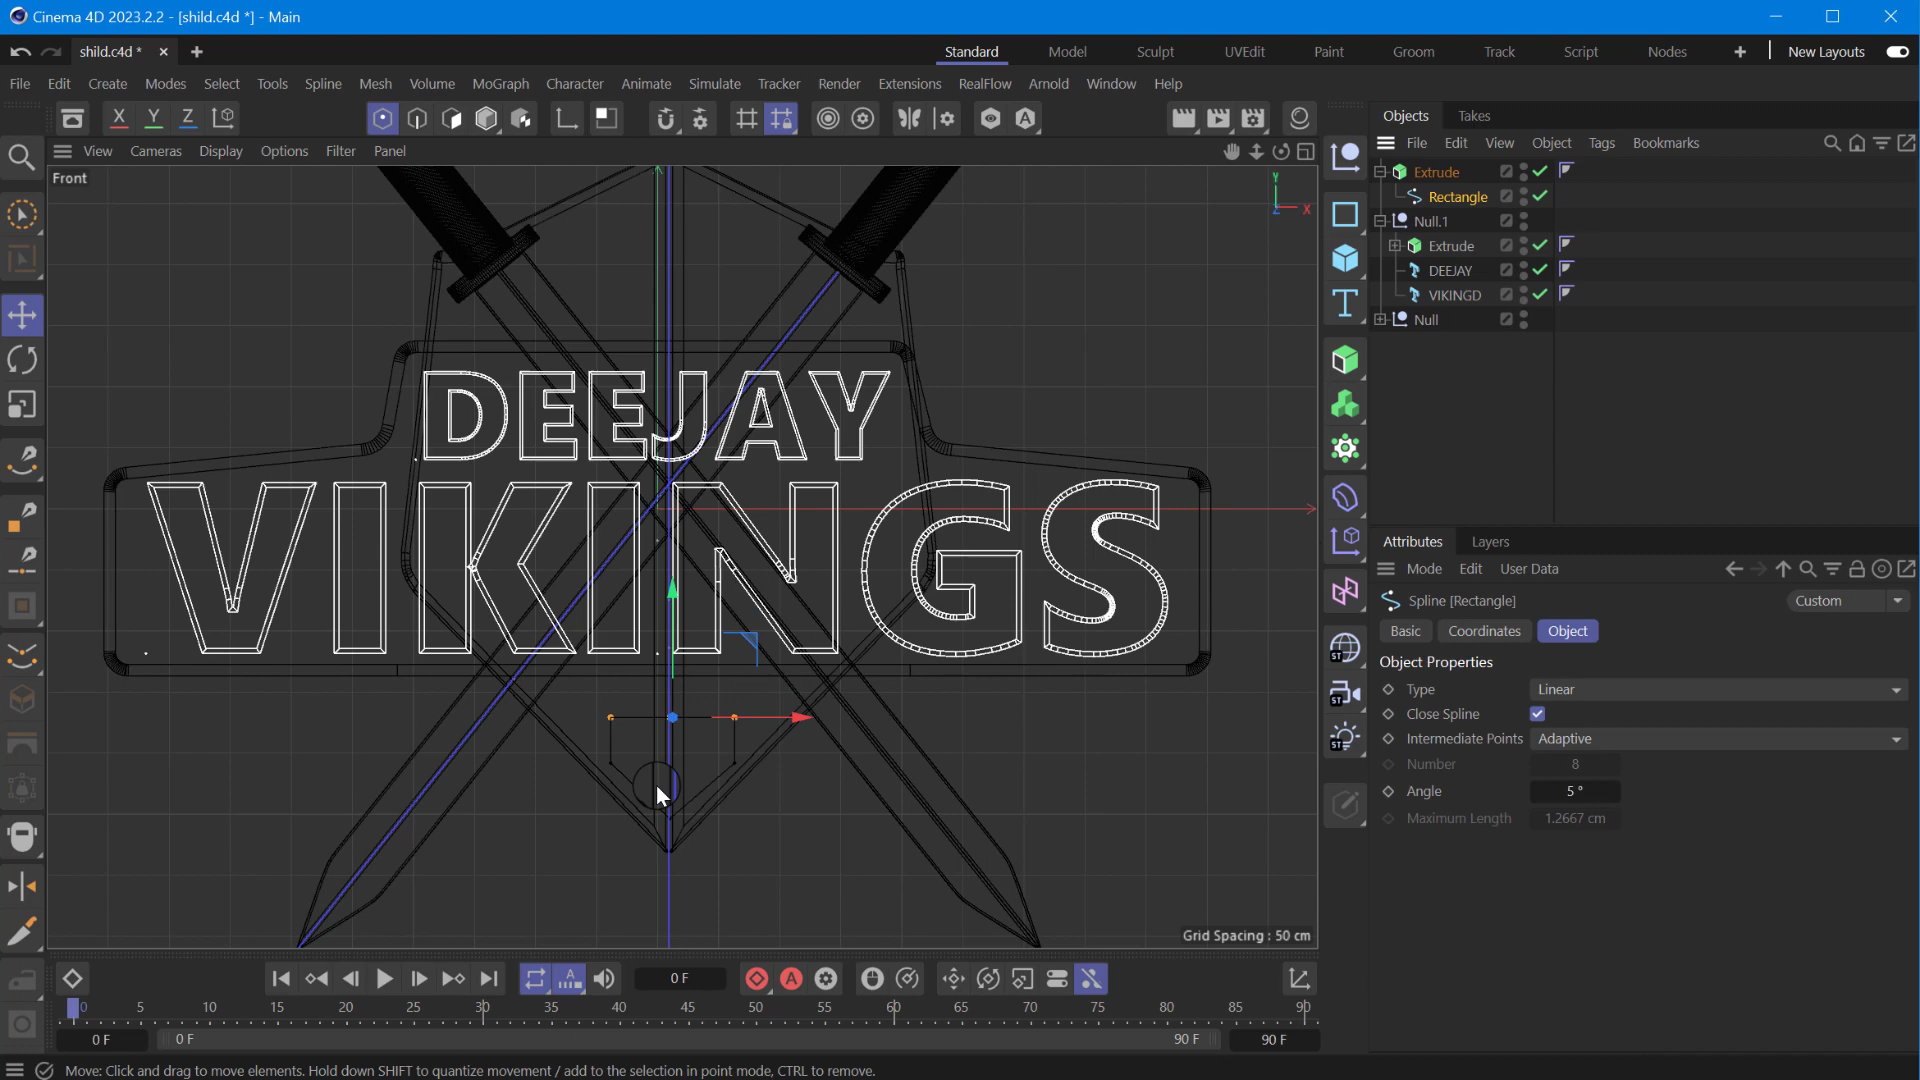 Cinema 4D 2023.2.2 - [shild.c4d *] - Main
shild.c4d *
Standard Model Sculpt UVEdit Paint Groom Track Script Nodes New Layouts
File Edit Create Modes Select Tools Spline Mesh Volume MoGraph Character Animate Simulate Tracker Render Extensions RealFlow Arnold Window Help
X Y Z
Objects Takes
View Cameras Display Options Filter Panel
File Edit View Object Tags Bookmarks
Front
Y
X
Z
Extrude
Rectangle
Null.1
Extrude
DEEJAY
VIKINGD
Null
DEEJAY
VIKINGS
Attributes Layers
Mode Edit User Data
Spline [Rectangle]
Custom
Basic Coordinates Object
Object Properties
Type Linear
Close Spline
Intermediate Points Adaptive
Number 8
Angle 5 °
Maximum Length 1.2667 cm
ST
ST
ST
Grid Spacing : 50 cm
0 F
0 5 10 15 20 25 30 35 40 45 50 55 60 65 70 75 80 85 90
0 F 0 F 90 F 90 F
Move: Click and drag to move elements. Hold down SHIFT to quantize movement / add to the selection in point mode, CTRL to remove.